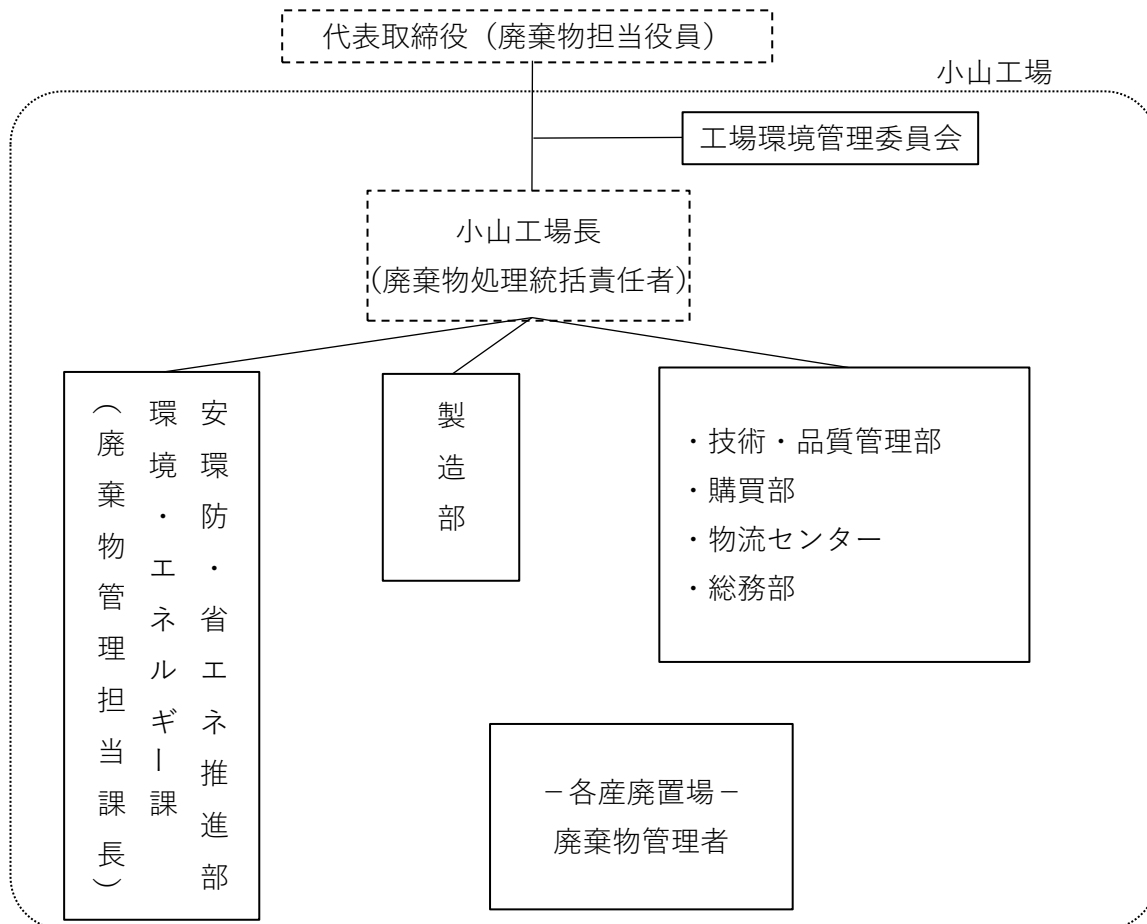 代表取締役（廃棄物担当役員）
小山工場
工場環境管理委員会
小山工場長
(廃棄物処理統括責任者)
安環防・省エネ推進部
環境・エネルギー課
（廃棄物管理担当課長）
製造部
・技術・品質管理部
・購買部
・物流センター
・総務部
－各産廃置場－
廃棄物管理者